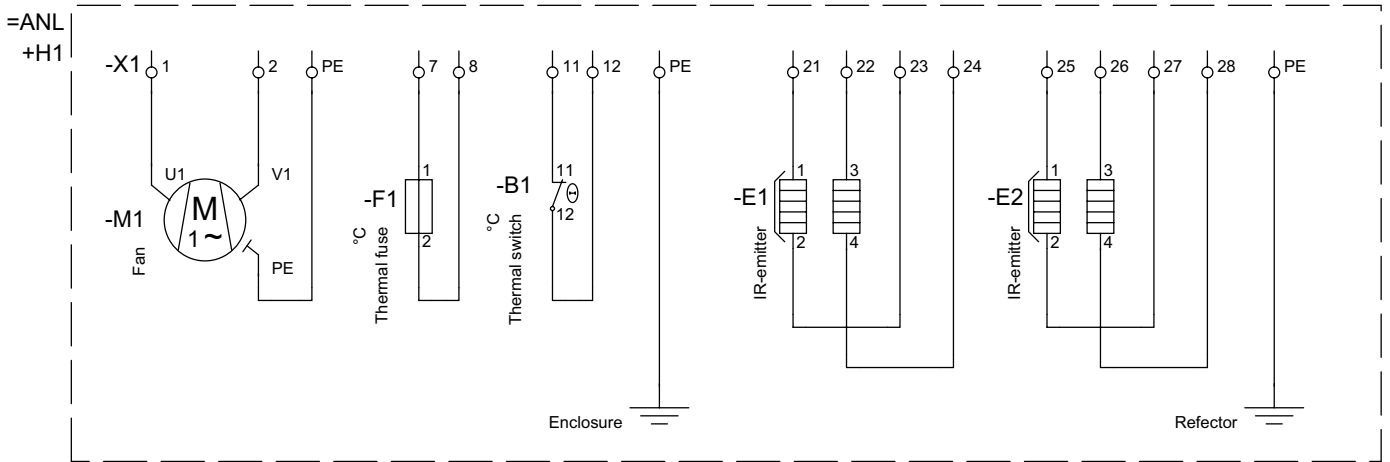 =ANL
+H1
-X1 1 2 PE 7 8 11 12 PE 21 22 23 24 25 26 27 28 PE
U1 V1 1 11 1 3 1 3
-M1 M 1~ -F1 -B1 -E1 -E2
2 12 2 4 2 4
PE
Fan
°C
Thermal fuse
°C
Thermal switch
IR-emitter
IR-emitter
Enclosure
Refector